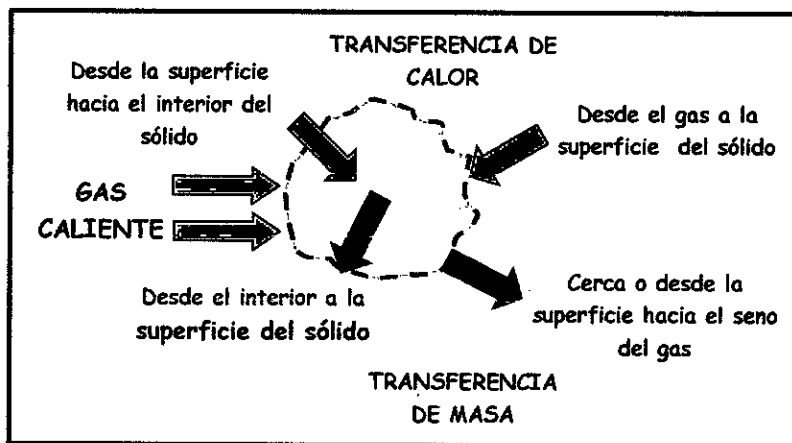 TRANSFERENCIA DE
CALOR
Desde la superficie
hacia el interior del
sólido
Desde el gas a la
superficie del sólido
GAS
CALIENTE
Desde el interior a la
superficie del sólido
Cerca o desde la
superficie hacia el seno
del gas
TRANSFERENCIA
DE MASA